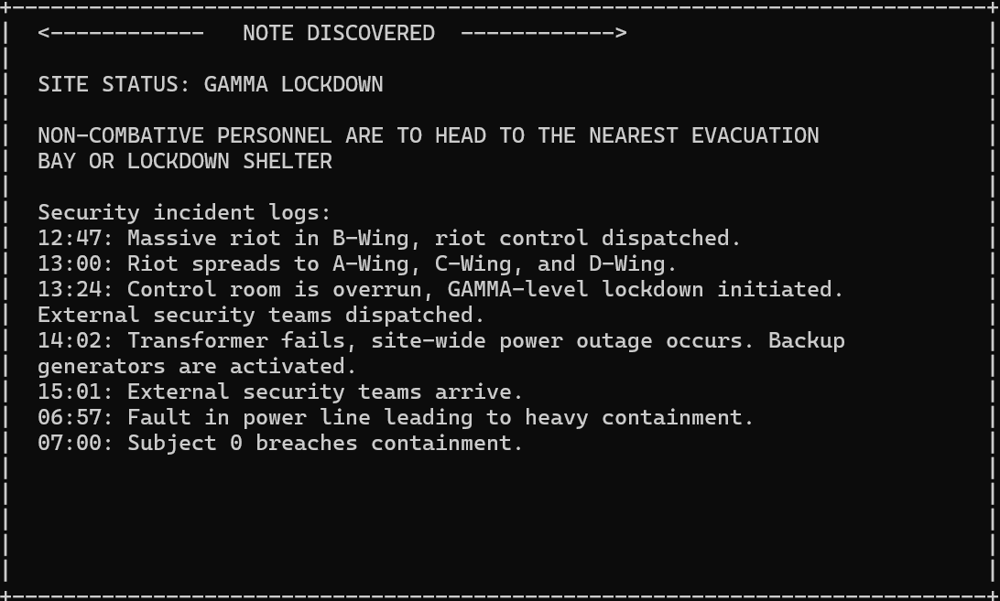 <------------   NOTE DISCOVERED  ------------>
SITE STATUS: GAMMA LOCKDOWN
NON-COMBATIVE PERSONNEL ARE TO HEAD TO THE NEAREST EVACUATION
BAY OR LOCKDOWN SHELTER
Security incident logs:
12:47: Massive riot in B-Wing, riot control dispatched.
13:00: Riot spreads to A-Wing, C-Wing, and D-Wing.
13:24: Control room is overrun, GAMMA-level lockdown initiated.
External security teams dispatched.
14:02: Transformer fails, site-wide power outage occurs. Backup
generators are activated.
15:01: External security teams arrive.
06:57: Fault in power line leading to heavy containment.
07:00: Subject 0 breaches containment.